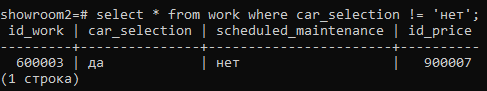 showroom2=# select * from work where car_selection != 'нет';
 id_work | car_selection | scheduled_maintenance | id_price
---------+---------------+-----------------------+----------
  600003 | да            | нет                   |   900007
(1 строка)